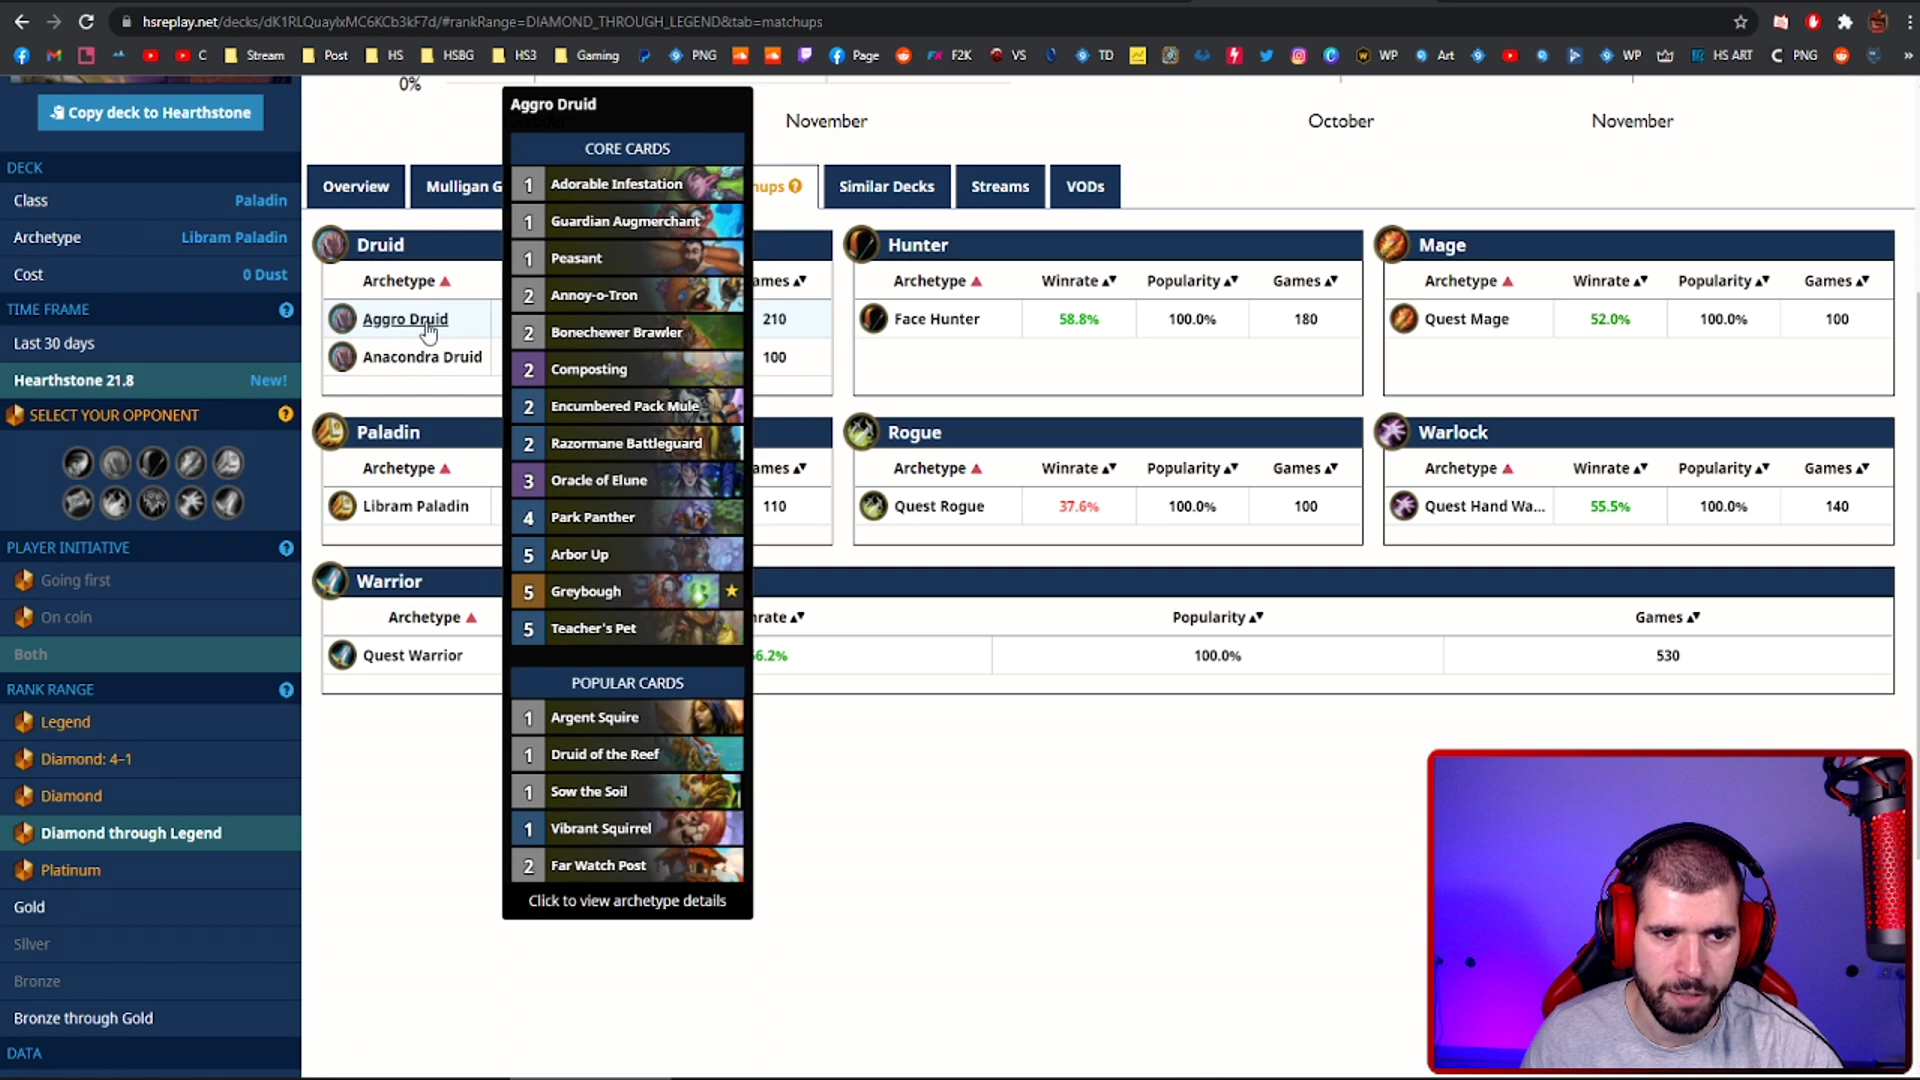 hsreplay.net/decks/dK1RLQuaylxMC6KCb3kF7d/#rankRange=DIAMOND_THROUGH_LEGEND&tab=matchups
C Stream Post HS HSBG HS3 Gaming PNG Page F2K VS TD WP Art WP HS ART PNG »
Copy deck to Hearthstone
DECK
Class Paladin
Archetype Libram Paladin
Cost 0 Dust
TIME FRAME
Last 30 days
Hearthstone 21.8 New!
SELECT YOUR OPPONENT
PLAYER INITIATIVE
Going first
On coin
Both
RANK RANGE
Legend
Diamond: 4–1
Diamond
Diamond through Legend
Platinum
Gold
Silver
Bronze
Bronze through Gold
DATA
0%
November
October
November
Overview
Mulligan G
hups
Similar Decks
Streams
VODs
Druid
Archetype
ames
Aggro Druid 210
Anacondra Druid 100
Hunter
Archetype Winrate Popularity Games
Face Hunter 58.8% 100.0% 180
Mage
Archetype Winrate Popularity Games
Quest Mage 52.0% 100.0% 100
Paladin
Archetype
ames
Libram Paladin 110
Rogue
Archetype Winrate Popularity Games
Quest Rogue 37.6% 100.0% 100
Warlock
Archetype Winrate Popularity Games
Quest Hand Wa... 55.5% 100.0% 140
Warrior
Archetype
nrate Popularity Games
Quest Warrior 6.2% 100.0% 530
Aggro Druid
CORE CARDS
1 Adorable Infestation
1 Guardian Augmerchant
1 Peasant
2 Annoy-o-Tron
2 Bonechewer Brawler
2 Composting
2 Encumbered Pack Mule
2 Razormane Battleguard
3 Oracle of Elune
4 Park Panther
5 Arbor Up
5 Greybough
5 Teacher's Pet
POPULAR CARDS
1 Argent Squire
1 Druid of the Reef
1 Sow the Soil
1 Vibrant Squirrel
2 Far Watch Post
Click to view archetype details